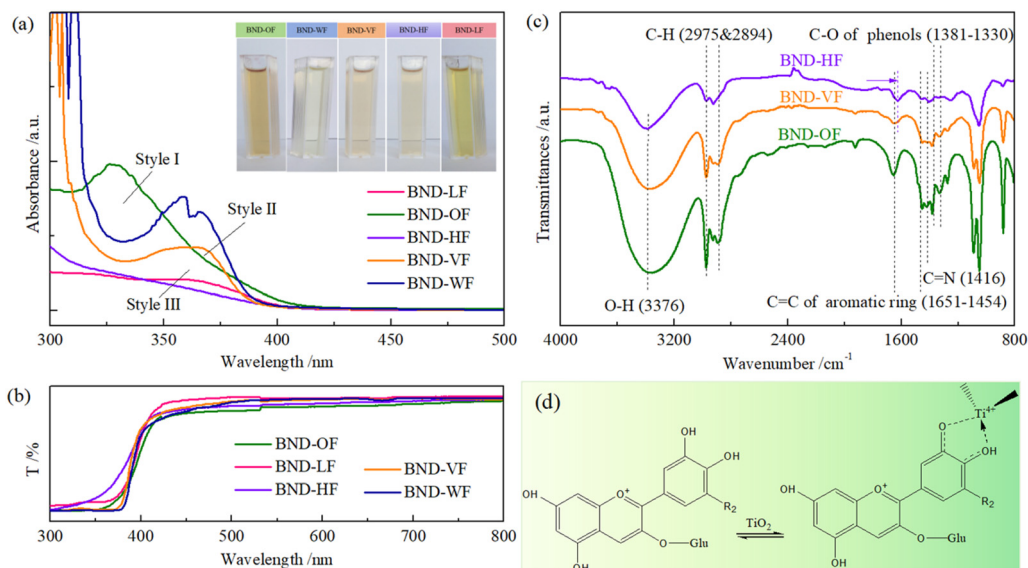 (a)
BND-OF BND-WF BND-VF BND-HF BND-LF
Absorbance /a.u.
Style I
Style II
Style III
BND-LF
BND-OF
BND-HF
BND-VF
BND-WF
300 350 400 450 500
Wavelength /nm
(b)
T /%
BND-OF
BND-LF
BND-HF
BND-VF
BND-WF
300 400 500 600 700 800
Wavelength /nm
(c)
C-H (2975&2894)
C-O of phenols (1381-1330)
BND-HF
BND-VF
BND-OF
Transmittances /a.u.
C=N (1416)
O-H (3376)
C=C of aromatic ring (1651-1454)
4000 3200 2400 1600 800
Wavenumber /cm-1
(d)
OH
OH
OH
O+
R2
O—Glu
OH
TiO2
Ti4+
O
OH
OH
O+
R2
O—Glu
OH